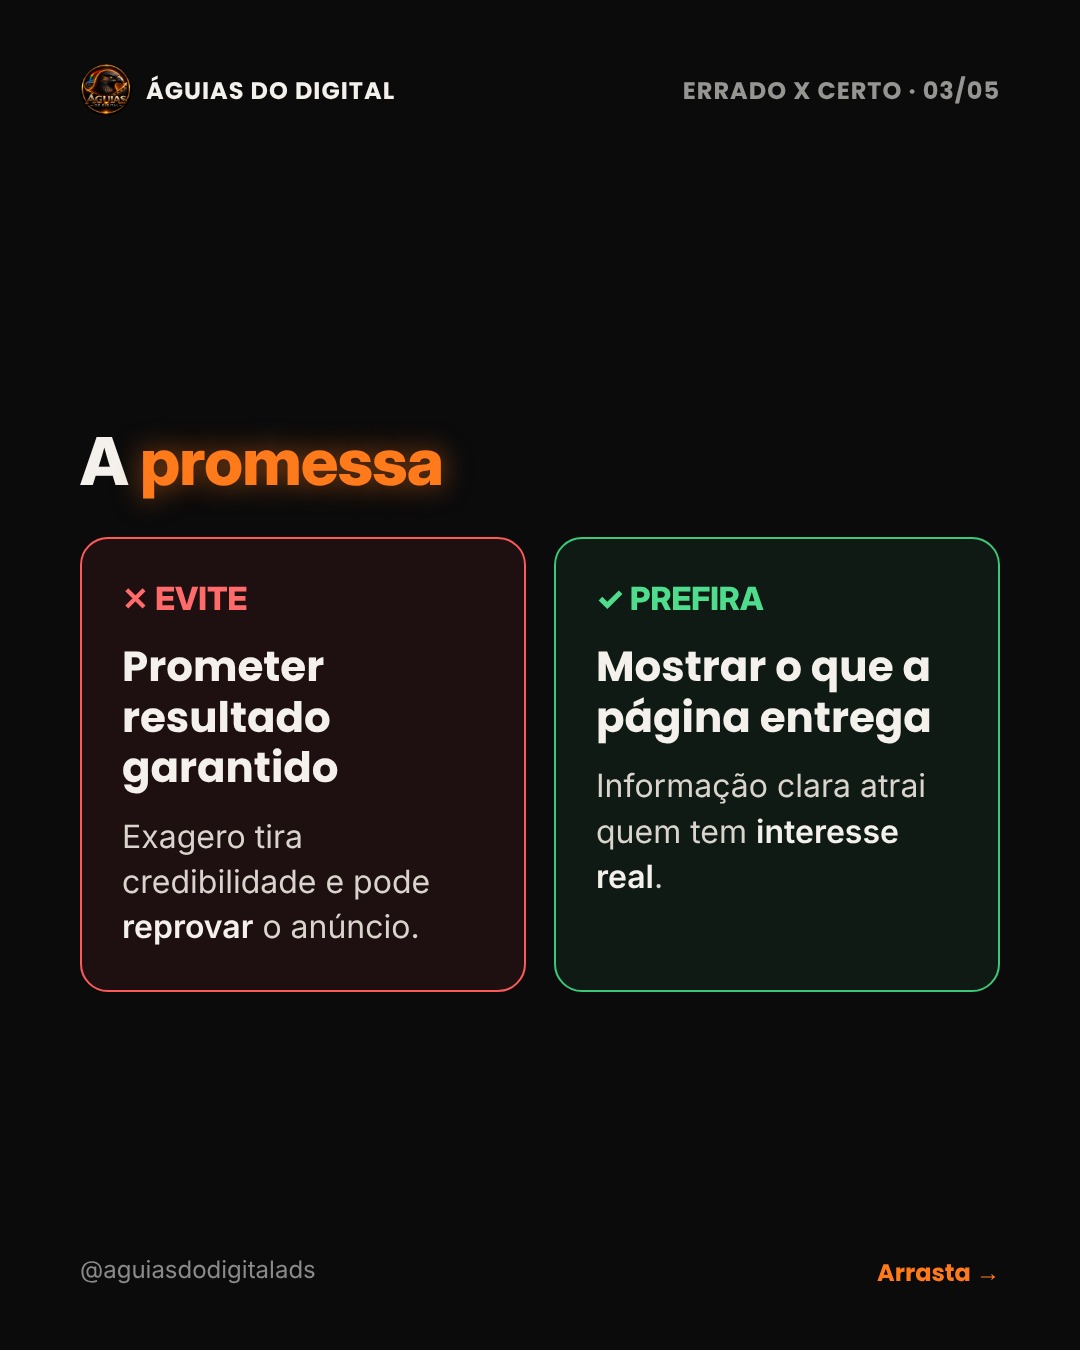 ÁGUIAS
ÁGUIAS DO DIGITAL
ERRADO X CERTO · 03/05
A promessa
✕ EVITE
Prometer
resultado
garantido
Exagero tira
credibilidade e pode
reprovar o anúncio.
✓ PREFIRA
Mostrar o que a
página entrega
Informação clara atrai
quem tem interesse
real.
@aguiasdodigitalads
Arrasta →